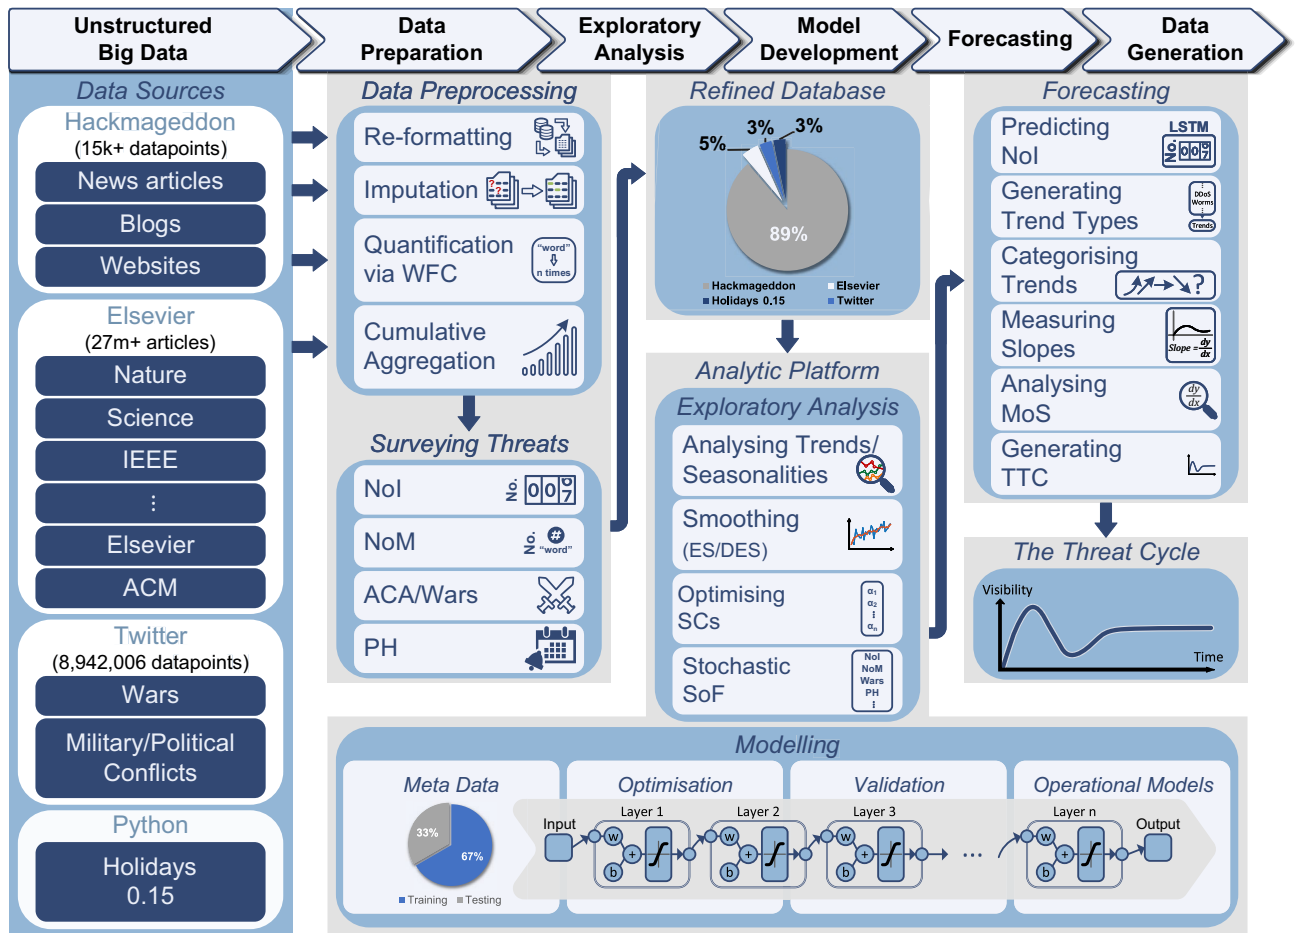 Unstructured
Big Data
Data
Preparation
Exploratory
Analysis
Model
Development
Forecasting
Data
Generation
Data Sources
Hackmageddon
(15k+ datapoints)
News articles
Blogs
Websites
Elsevier
(27m+ articles)
Nature
Science
IEEE
⋮
Elsevier
ACM
Twitter
(8,942,006 datapoints)
Wars
Military/Political
Conflicts
Python
Holidays
0.15
Data Preprocessing
Re-formatting
Imputation
??
?
Quantification
via WFC
"word"
n times
Cumulative
Aggregation
Surveying Threats
NoI
No. 007
NoM
No. #
"word"
ACA/Wars
PH
Refined Database
5%
3%
3%
89%
Hackmageddon
Elsevier
Holidays 0.15
Twitter
Analytic Platform
Exploratory Analysis
Analysing Trends/
Seasonalities
Smoothing
(ES/DES)
Optimising
SCs
α1
α2
⋮
αn
Stochastic
SoF
NoI
NoM
Wars
PH
⋮
Forecasting
Predicting
NoI
LSTM
No. 007
Generating
Trend Types
DDoS
Worms
Trends
Categorising
Trends
?
Measuring
Slopes
Slope = dy/dx
Analysing
MoS
dy/dx
Generating
TTC
The Threat Cycle
Visibility
Time
Modelling
Meta Data
33%
67%
Training
Testing
Optimisation
Validation
Operational Models
Input
Layer 1
Layer 2
Layer 3
Layer n
Output
w
+
b
w
+
b
w
+
b
...
w
+
b